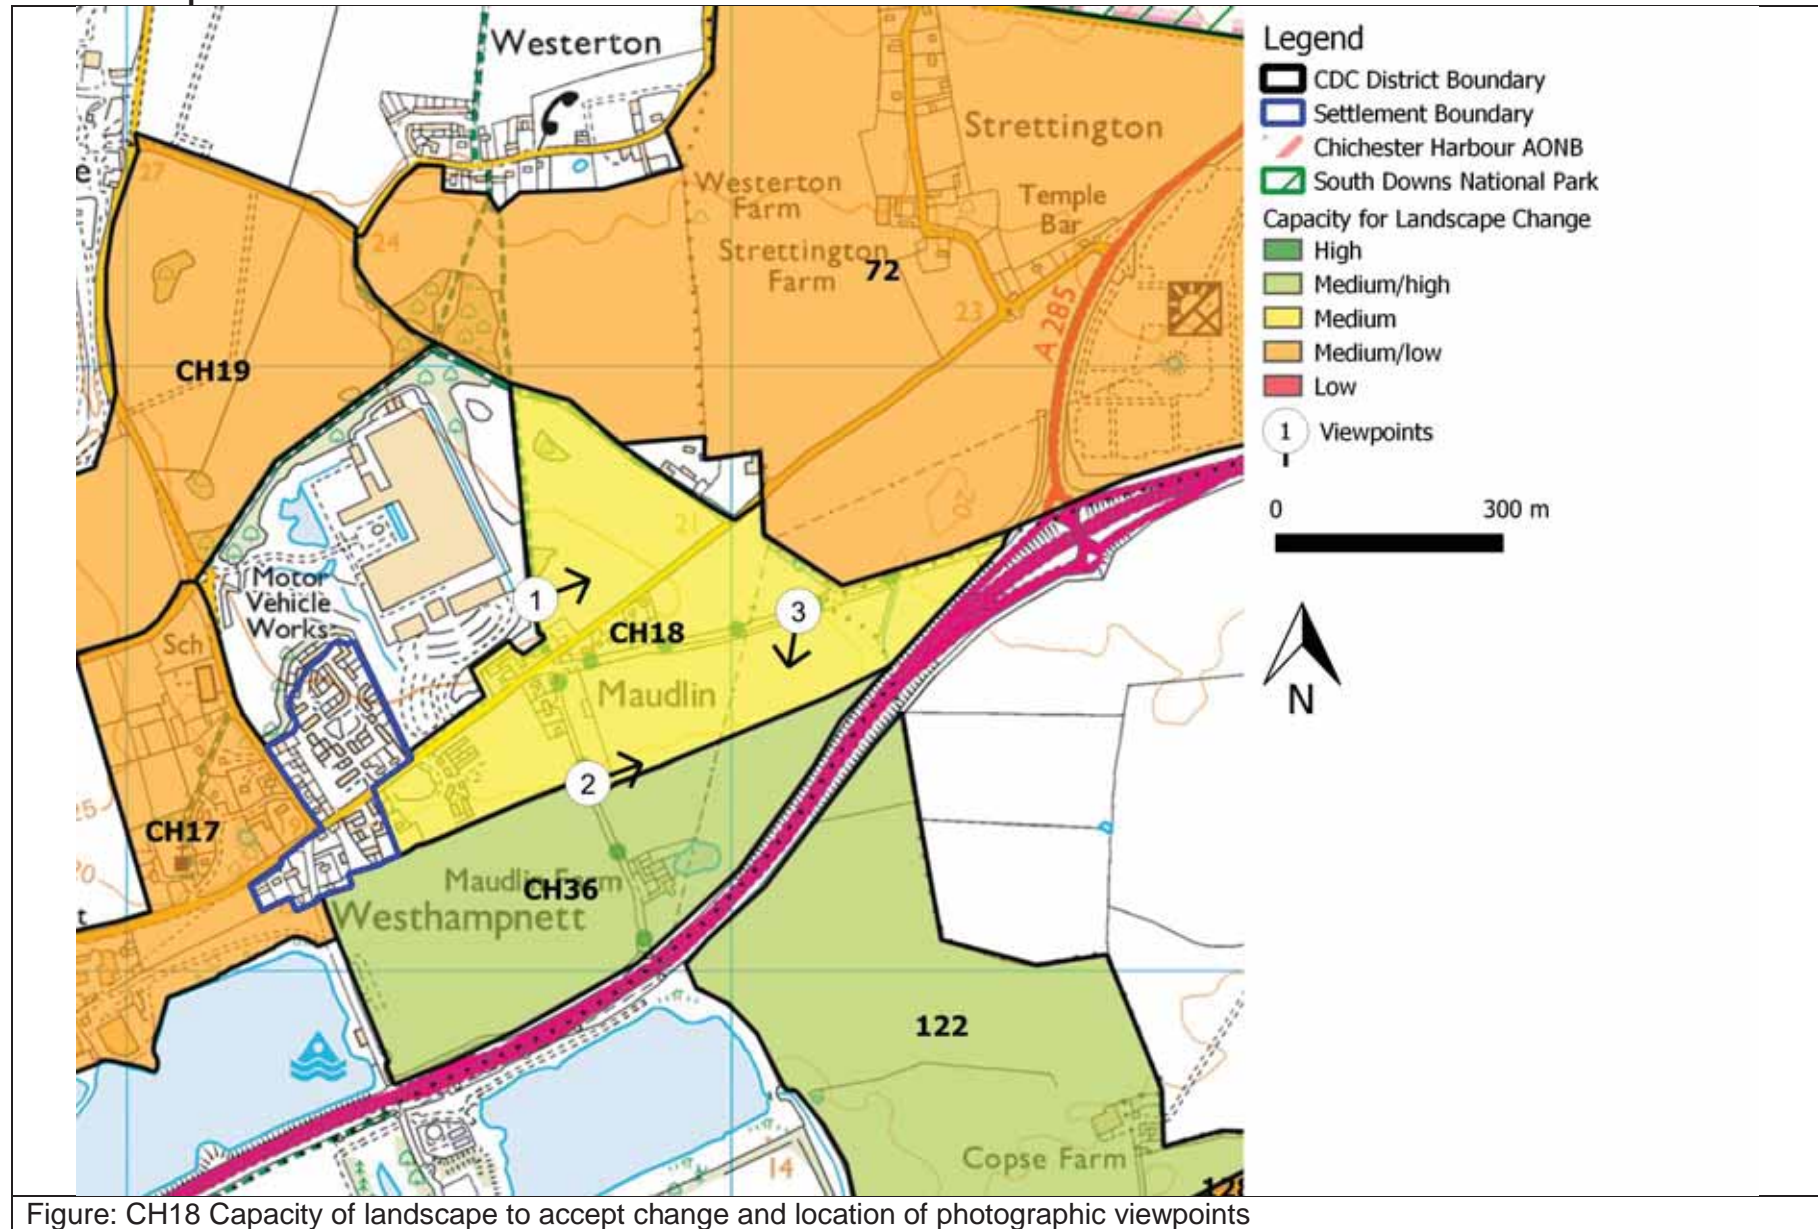 Westerton
27
24
Strettington
Westerton
Farm
Temple
Bar
Strettington
Farm
72
23
A 285
CH19
20
21
Motor
Vehicle
Works
1
3
CH18
Sch
Maudlin
2
25
CH17
Maudlin Farm
CH36
Westhampnett
122
Copse Farm
14
Legend
CDC District Boundary
Settlement Boundary
Chichester Harbour AONB
South Downs National Park
Capacity for Landscape Change
High
Medium/high
Medium
Medium/low
Low
1 Viewpoints
0 300 m
N
Figure: CH18 Capacity of landscape to accept change and location of photographic viewpoints